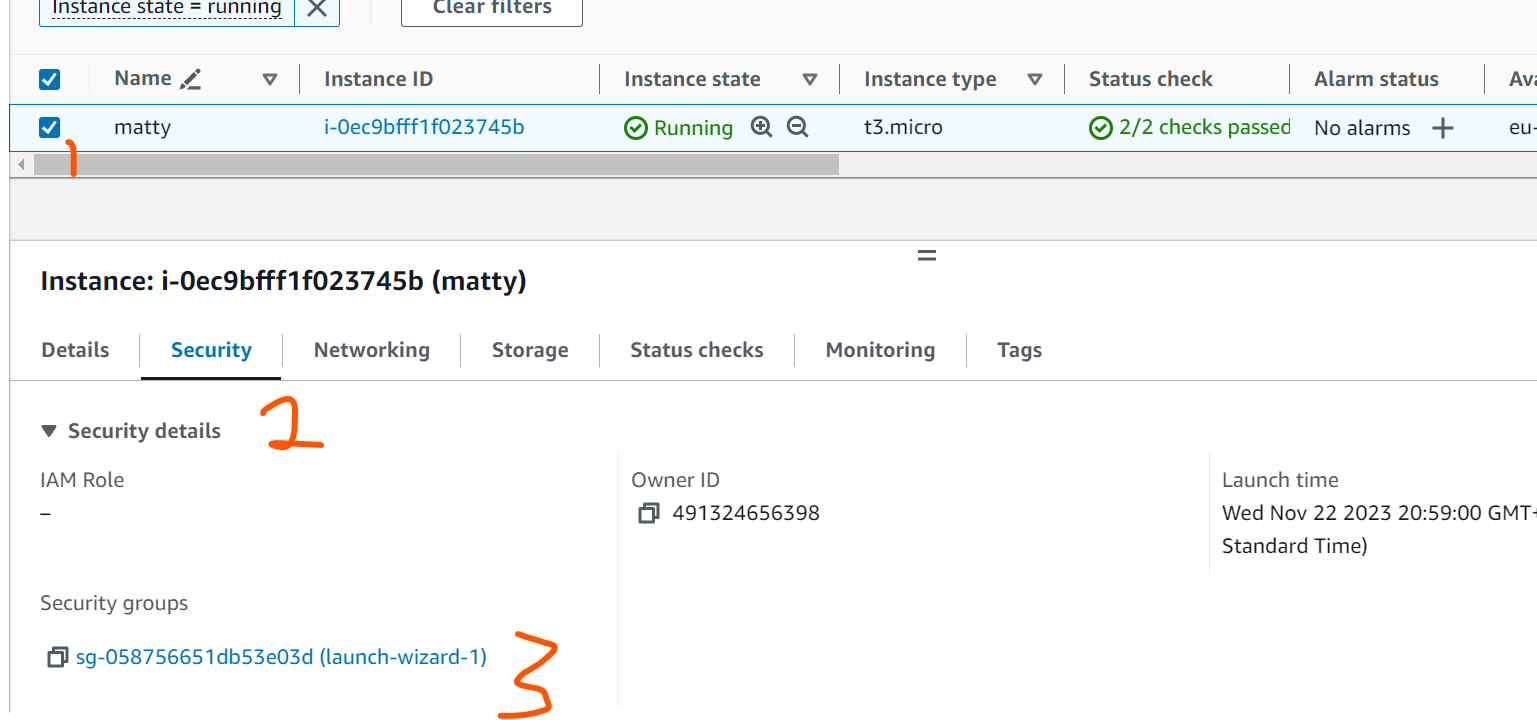 Instance state = running Clear filters
Name Instance ID Instance state Instance type Status check Alarm status Ava
matty i-0ec9bfff1f023745b Running t3.micro 2/2 checks passed No alarms eu-
1
Instance: i-0ec9bfff1f023745b (matty)
Details Security Networking Storage Status checks Monitoring Tags
2
Security details
IAM Role Owner ID Launch time
– 491324656398 Wed Nov 22 2023 20:59:00 GMT+
Standard Time)
Security groups
sg-058756651db53e03d (launch-wizard-1) 3